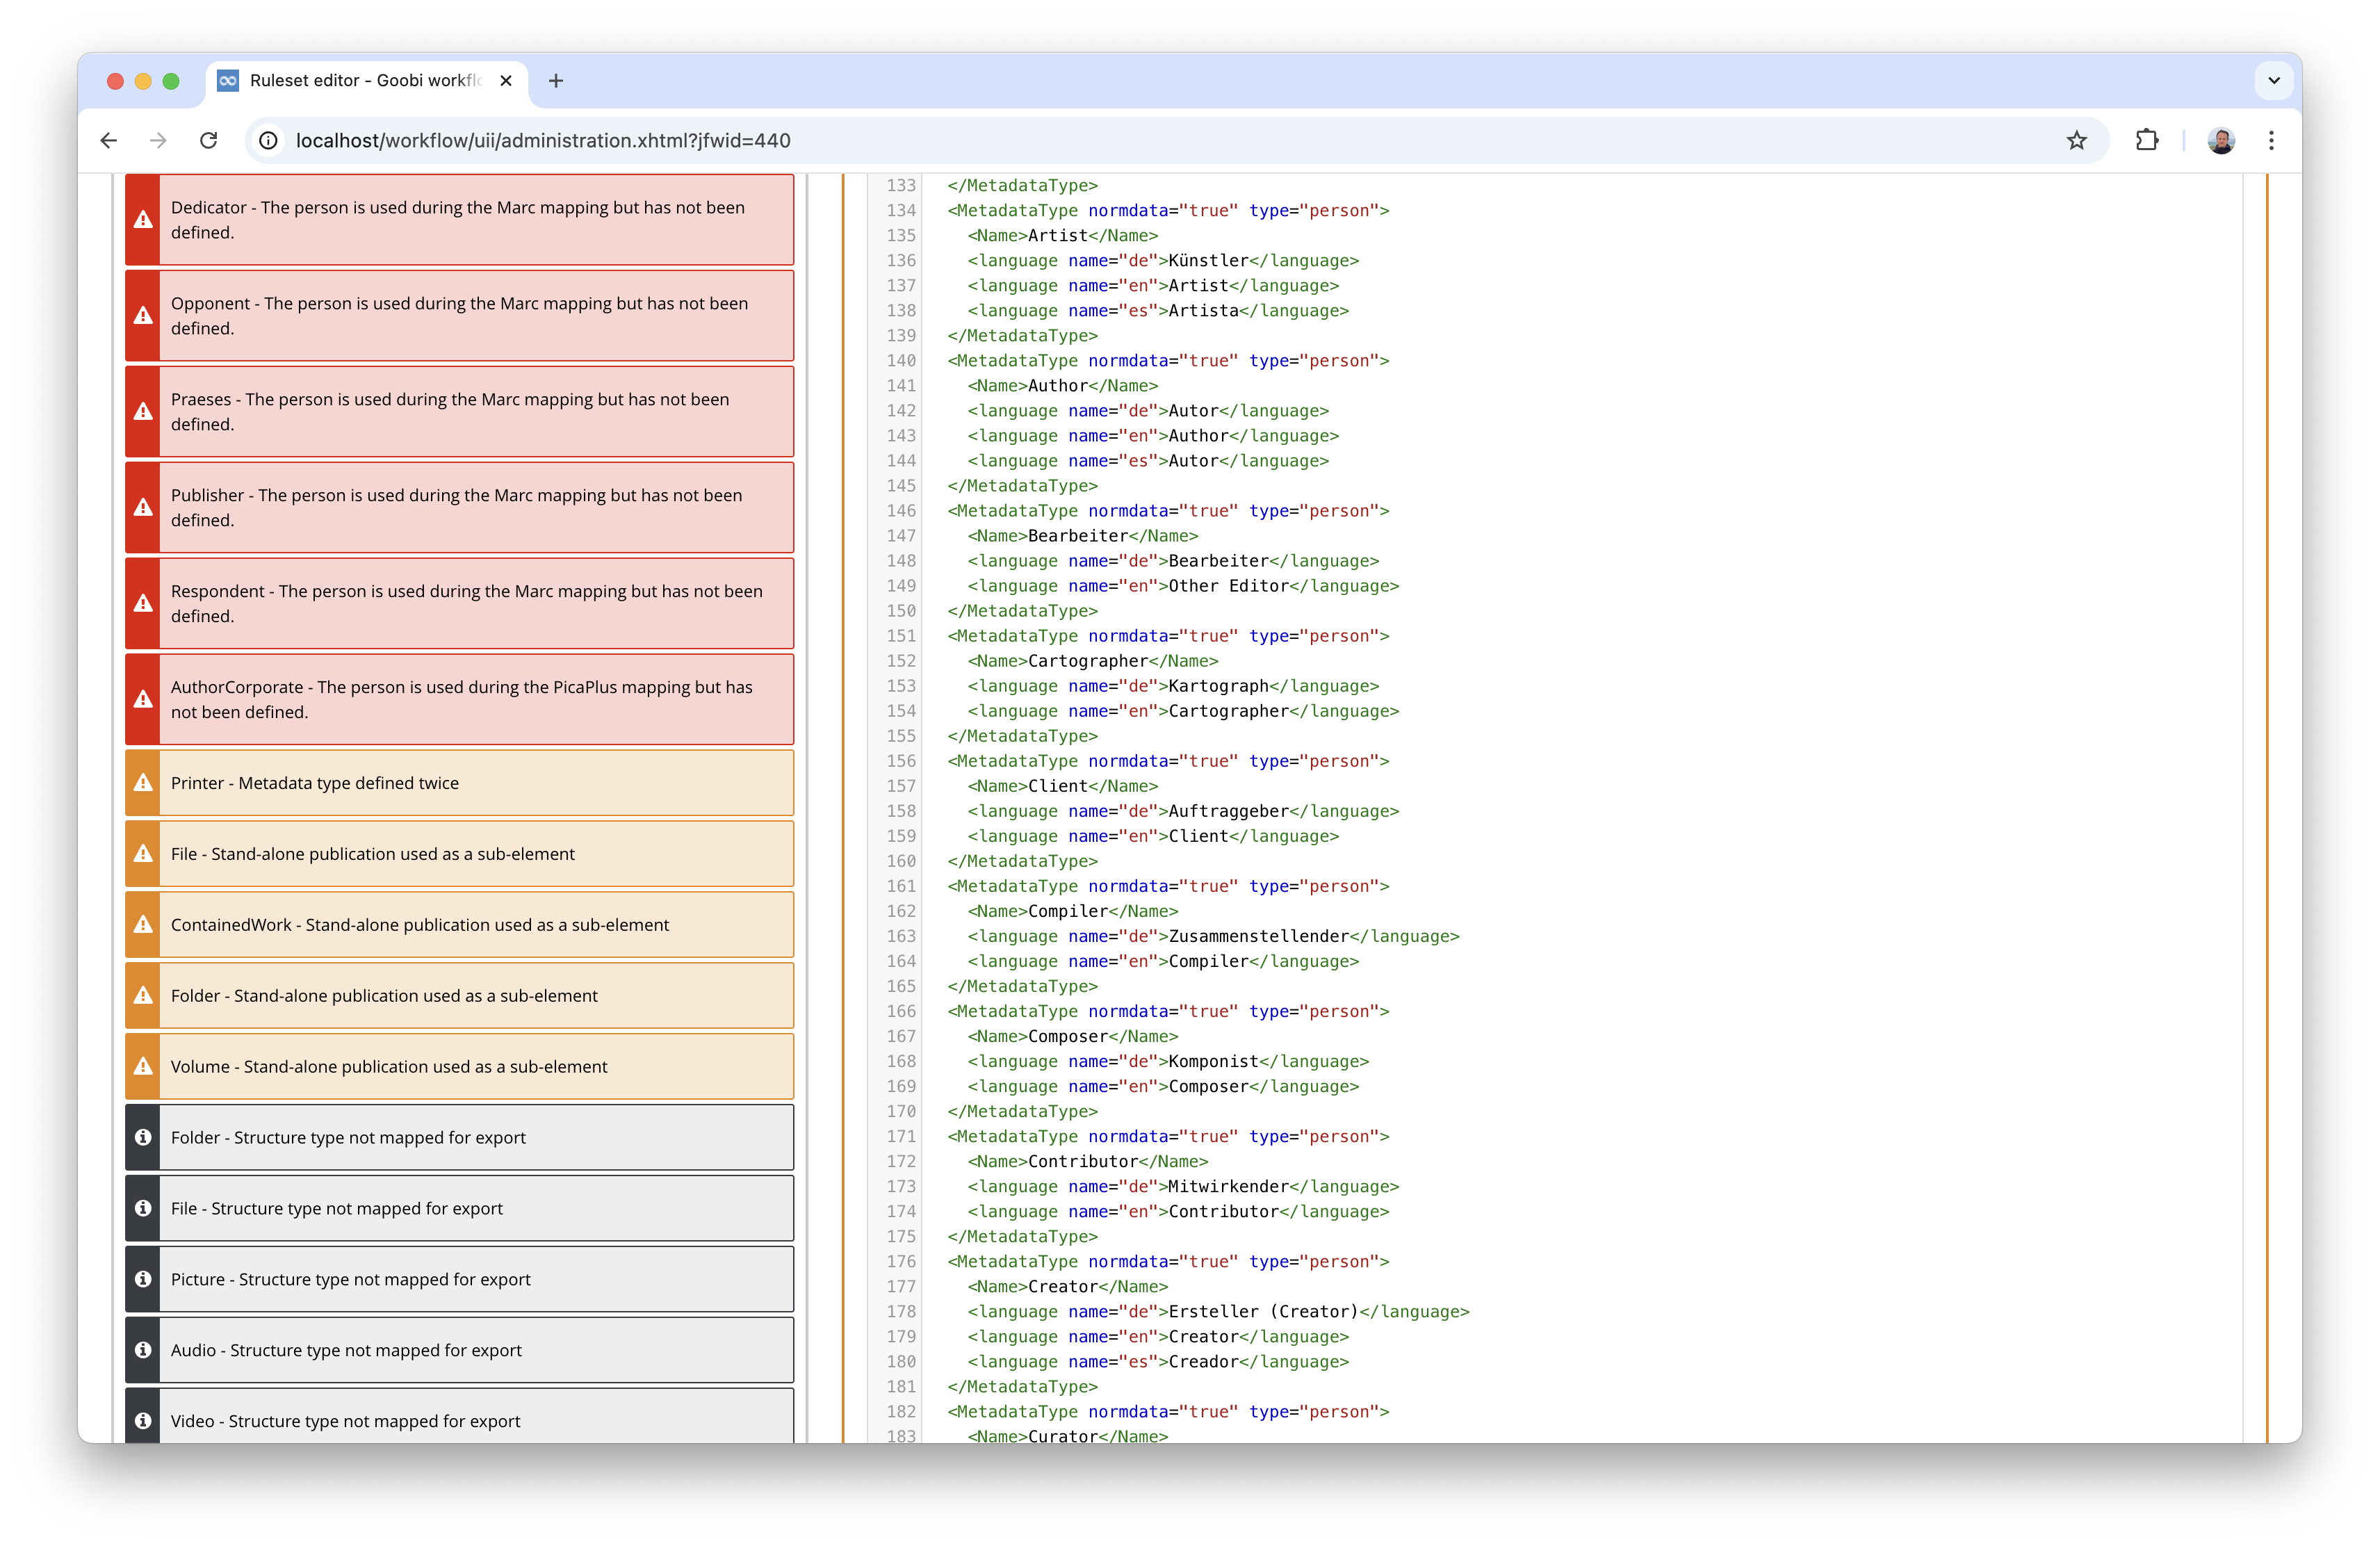 Ruleset editor - Goobi workflo
localhost/workflow/uii/administration.xhtml?jfwid=440
Dedicator - The person is used during the Marc mapping but has not been
defined.
Opponent - The person is used during the Marc mapping but has not been
defined.
Praeses - The person is used during the Marc mapping but has not been
defined.
Publisher - The person is used during the Marc mapping but has not been
defined.
Respondent - The person is used during the Marc mapping but has not been
defined.
AuthorCorporate - The person is used during the PicaPlus mapping but has
not been defined.
Printer - Metadata type defined twice
File - Stand-alone publication used as a sub-element
ContainedWork - Stand-alone publication used as a sub-element
Folder - Stand-alone publication used as a sub-element
Volume - Stand-alone publication used as a sub-element
Folder - Structure type not mapped for export
File - Structure type not mapped for export
Picture - Structure type not mapped for export
Audio - Structure type not mapped for export
Video - Structure type not mapped for export
133 </MetadataType>
134 <MetadataType normdata="true" type="person">
135 <Name>Artist</Name>
136 <language name="de">Künstler</language>
137 <language name="en">Artist</language>
138 <language name="es">Artista</language>
139 </MetadataType>
140 <MetadataType normdata="true" type="person">
141 <Name>Author</Name>
142 <language name="de">Autor</language>
143 <language name="en">Author</language>
144 <language name="es">Autor</language>
145 </MetadataType>
146 <MetadataType normdata="true" type="person">
147 <Name>Bearbeiter</Name>
148 <language name="de">Bearbeiter</language>
149 <language name="en">Other Editor</language>
150 </MetadataType>
151 <MetadataType normdata="true" type="person">
152 <Name>Cartographer</Name>
153 <language name="de">Kartograph</language>
154 <language name="en">Cartographer</language>
155 </MetadataType>
156 <MetadataType normdata="true" type="person">
157 <Name>Client</Name>
158 <language name="de">Auftraggeber</language>
159 <language name="en">Client</language>
160 </MetadataType>
161 <MetadataType normdata="true" type="person">
162 <Name>Compiler</Name>
163 <language name="de">Zusammenstellender</language>
164 <language name="en">Compiler</language>
165 </MetadataType>
166 <MetadataType normdata="true" type="person">
167 <Name>Composer</Name>
168 <language name="de">Komponist</language>
169 <language name="en">Composer</language>
170 </MetadataType>
171 <MetadataType normdata="true" type="person">
172 <Name>Contributor</Name>
173 <language name="de">Mitwirkender</language>
174 <language name="en">Contributor</language>
175 </MetadataType>
176 <MetadataType normdata="true" type="person">
177 <Name>Creator</Name>
178 <language name="de">Ersteller (Creator)</language>
179 <language name="en">Creator</language>
180 <language name="es">Creador</language>
181 </MetadataType>
182 <MetadataType normdata="true" type="person">
183 <Name>Curator</Name>